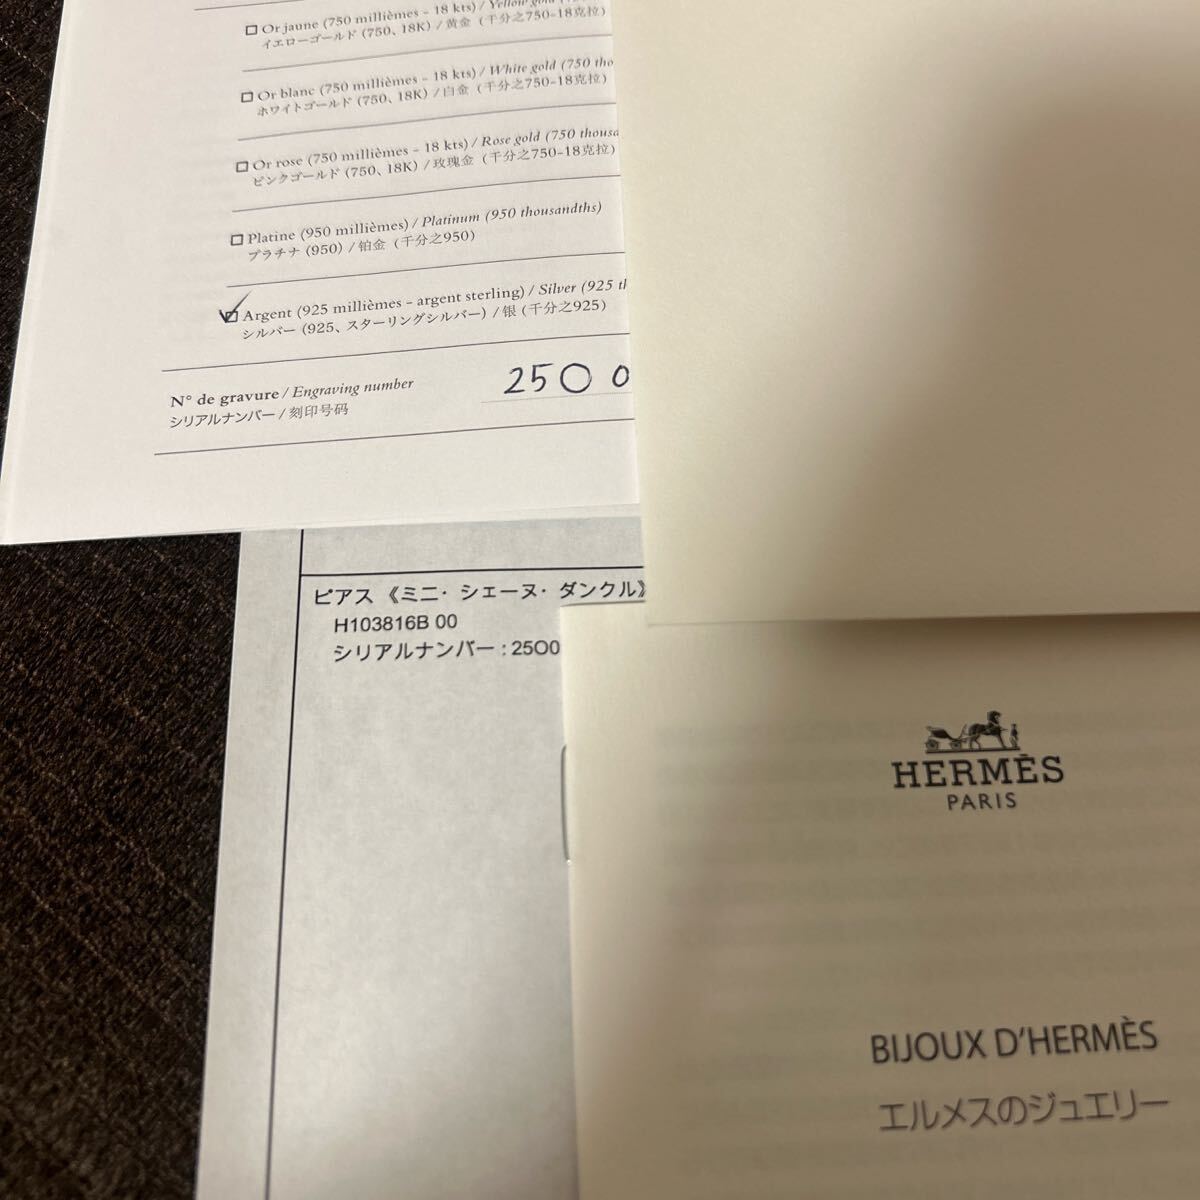 ☐ Or jaune (750 millièmes – 18 kts) / Yellow gold
イエローゴールド (750、18K) / 黄金 (千分之750-18克拉)
☐ Or blanc (750 millièmes – 18 kts) / White gold (750 tho
ホワイトゴールド (750、18K) / 白金 (千分之750-18克拉)
☐ Or rose (750 millièmes – 18 kts) / Rose gold (750 thousa
ピンクゴールド (750、18K) / 玫瑰金 (千分之750-18克拉)
☐ Platine (950 millièmes) / Platinum (950 thousandths)
プラチナ (950) / 铂金 (千分之950)
☑ Argent (925 millièmes – argent sterling) / Silver (925 th
シルバー (925、スターリングシルバー) / 银 (千分之925)
N° de gravure / Engraving number 25O 0
シリアルナンバー / 刻印号码
ピアス 《ミニ・シェーヌ・ダンクル》
H103816B 00
シリアルナンバー : 25O0
HERMÈS
PARIS
BIJOUX D'HERMÈS
エルメスのジュエリー